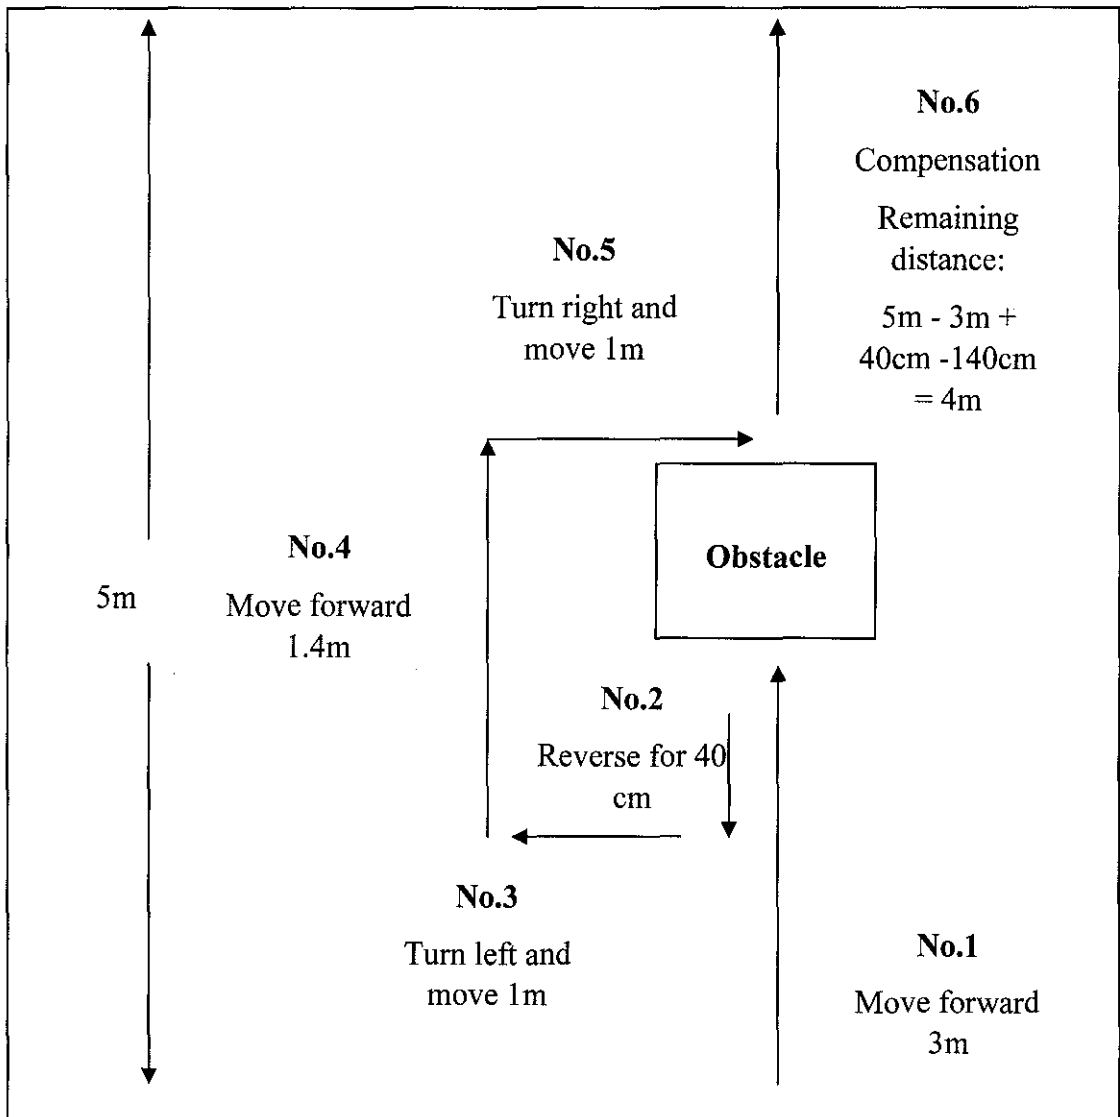 No.6
Compensation
Remaining
distance:
5m - 3m +
40cm -140cm
= 4m
No.5
Turn right and
move 1m
Obstacle
No.4
Move forward
1.4m
5m
No.2
Reverse for 40
cm
No.3
Turn left and
move 1m
No.1
Move forward
3m